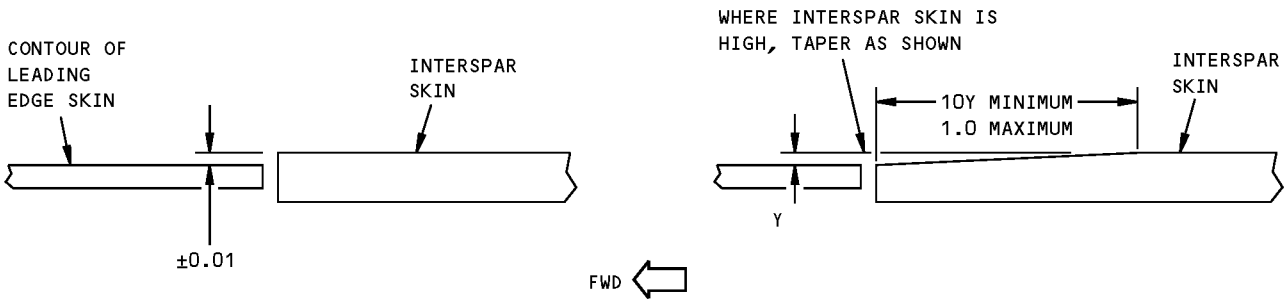 CONTOUR OF
LEADING
EDGE SKIN
INTERSPAR
SKIN
±0.01
WHERE INTERSPAR SKIN IS
HIGH, TAPER AS SHOWN
INTERSPAR
SKIN
10Y MINIMUM
1.0 MAXIMUM
Y
FWD